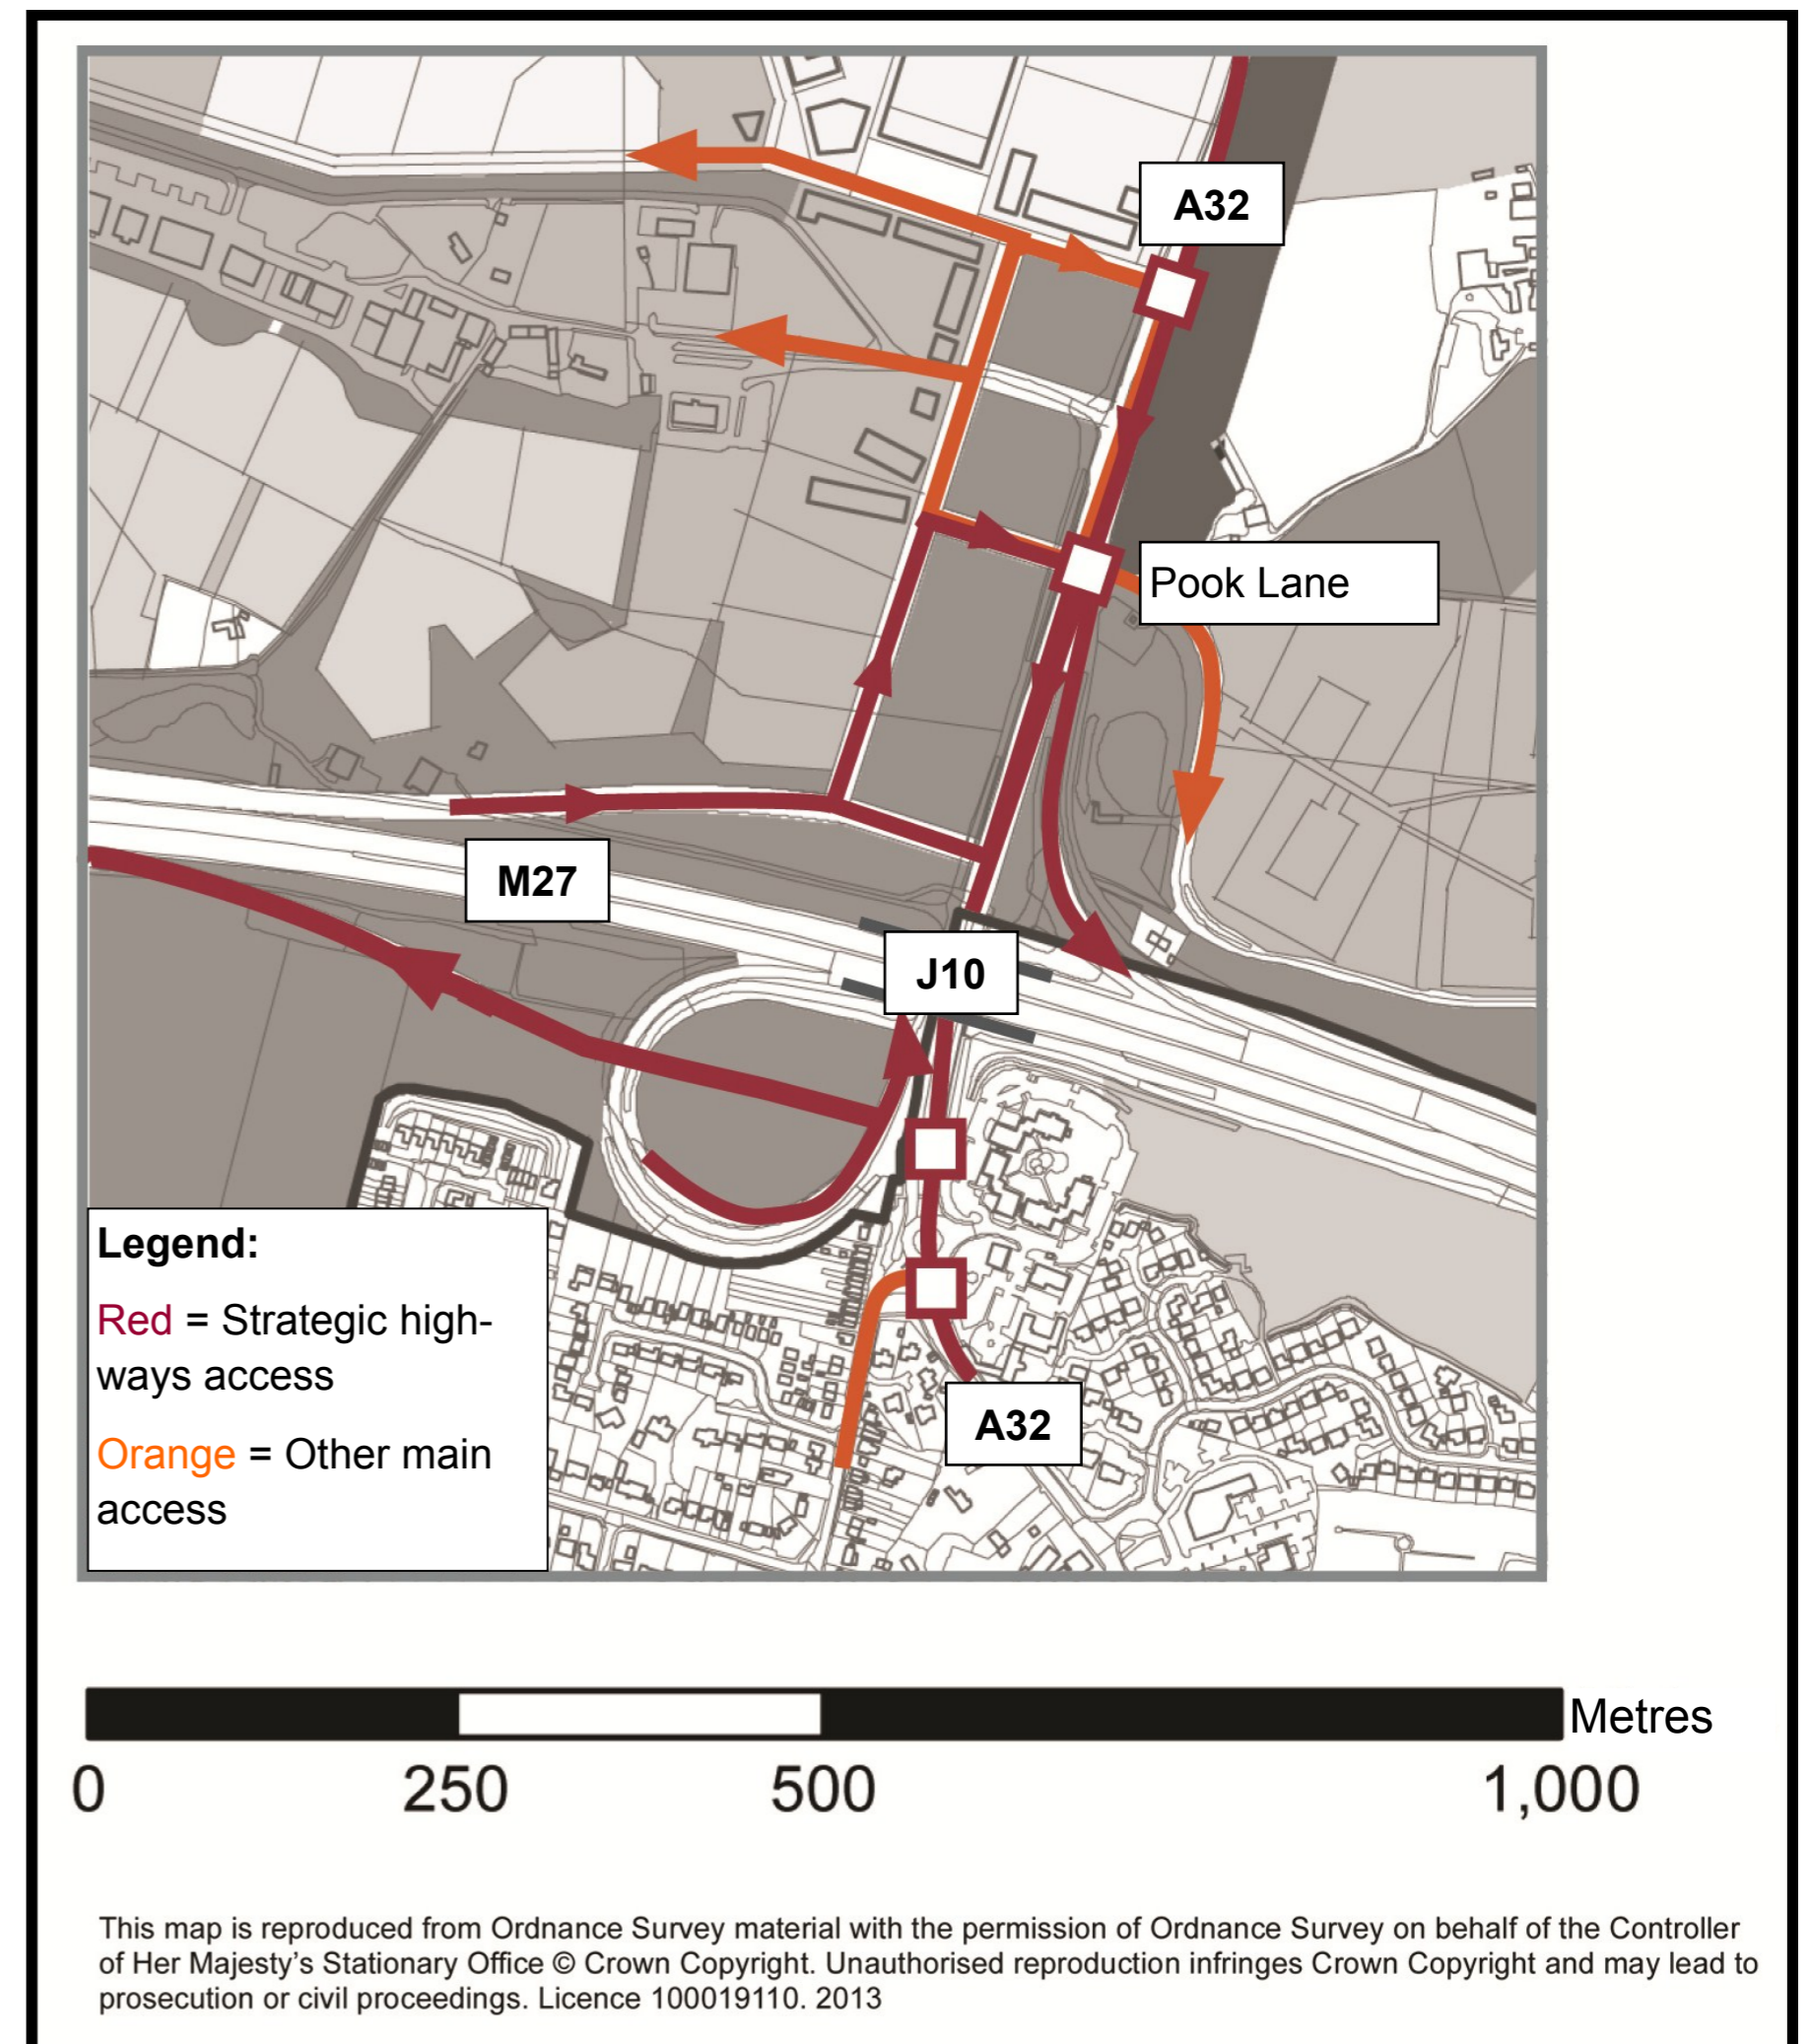 A32
Pook Lane
M27
J10
Legend:
Red = Strategic high-
ways access
Orange = Other main
access
A32
Metres
0 250 500 1,000
This map is reproduced from Ordnance Survey material with the permission of Ordnance Survey on behalf of the Controller
of Her Majesty's Stationary Office © Crown Copyright. Unauthorised reproduction infringes Crown Copyright and may lead to
prosecution or civil proceedings. Licence 100019110. 2013